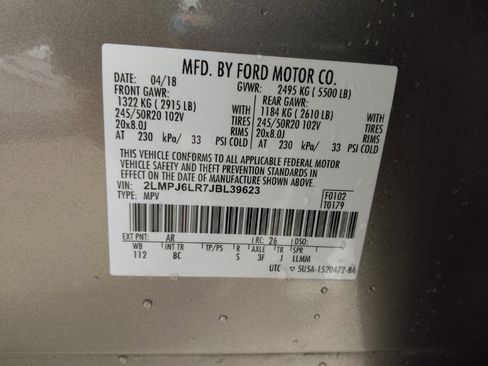 MFD. BY FORD MOTOR CO.
DATE: 04/18 GVWR: 2495 KG ( 5500 LB)
FRONT GAWR: REAR GAWR:
1322 KG ( 2915 LB) WITH 1184 KG ( 2610 LB) WITH
245/50R20 102V TIRES 245/50R20 102V TIRES
20x8.0J RIMS 20x8.0J RIMS
AT 230 kPa/ 33 PSI COLD AT 230 kPa/ 33 PSI COLD
THIS VEHICLE CONFORMS TO ALL APPLICABLE FEDERAL MOTOR
VEHICLE SAFETY AND THEFT PREVENTION STANDARDS IN
EFFECT ON THE DATE OF MANUFACTURE SHOWN ABOVE.
VIN: 2LMPJ6LR7JBL39623 F0102
TYPE: MPV T0179
EXT PNT: AR RC: 26 DSO:
WB INT TR TP/PS R AXLE TR SPR
112 BC S 3F J LLMM
UTC ▽ 5U5A-1520472-BA